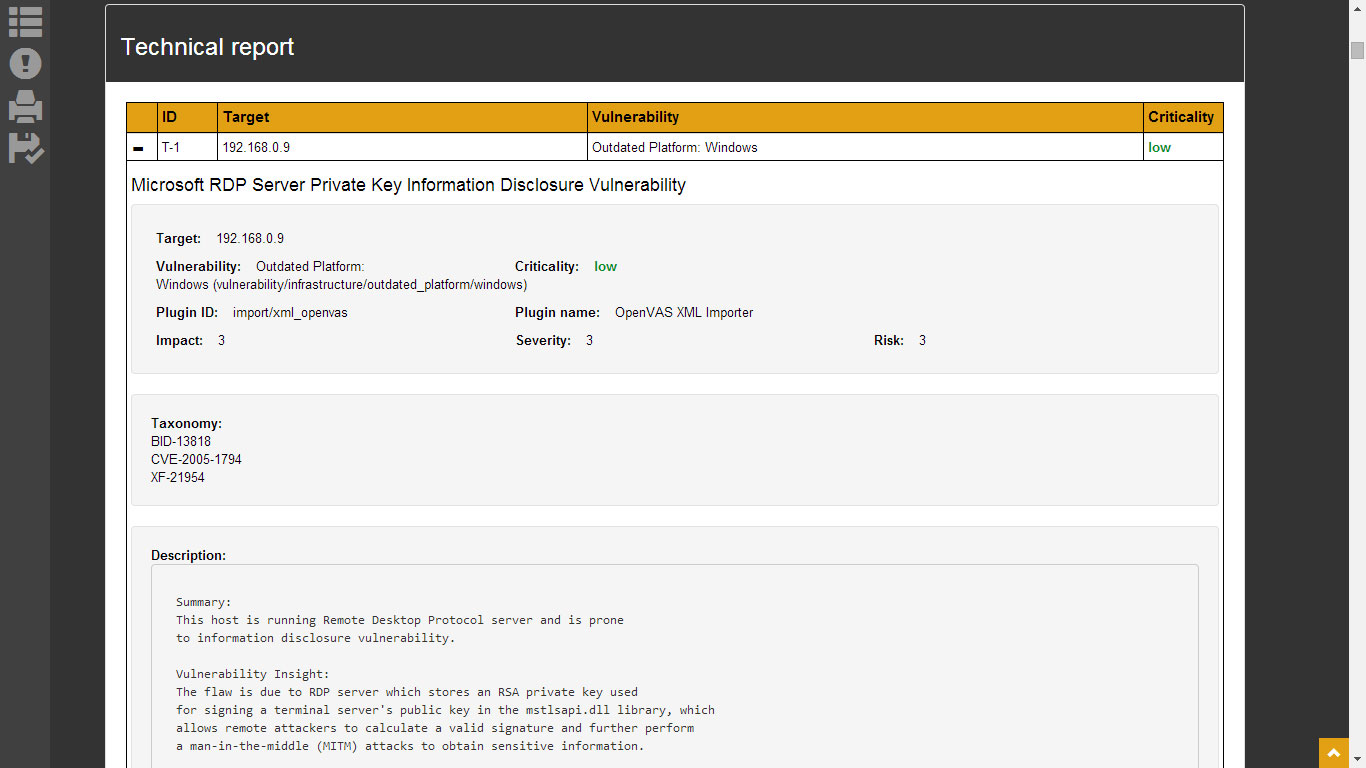 Technical report
ID Target Vulnerability Criticality
T-1 192.168.0.9 Outdated Platform: Windows low
Microsoft RDP Server Private Key Information Disclosure Vulnerability
Target: 192.168.0.9
Vulnerability: Outdated Platform: Criticality: low
Windows (vulnerability/infrastructure/outdated_platform/windows)
Plugin ID: import/xml_openvas Plugin name: OpenVAS XML Importer
Impact: 3 Severity: 3 Risk: 3
Taxonomy:
BID-13818
CVE-2005-1794
XF-21954
Description:
Summary:
This host is running Remote Desktop Protocol server and is prone
to information disclosure vulnerability.
Vulnerability Insight:
The flaw is due to RDP server which stores an RSA private key used
for signing a terminal server's public key in the mstlsapi.dll library, which
allows remote attackers to calculate a valid signature and further perform
a man-in-the-middle (MITM) attacks to obtain sensitive information.